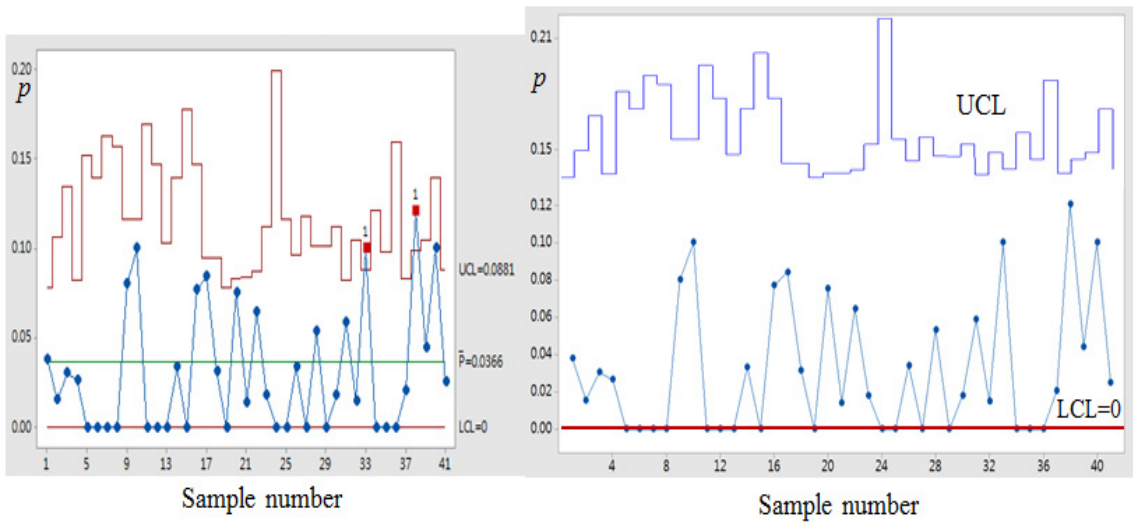 0.20
p
0.15
0.10
0.05
0.00
1
1
UCL=0.0881
P̄=0.0366
LCL=0
1 5 9 13 17 21 25 29 33 37 41
Sample number
0.21
p
0.15
0.12
0.08
0.06
0.04
0.02
0.00
UCL
LCL=0
4 8 12 16 20 24 28 32 36 40
Sample number